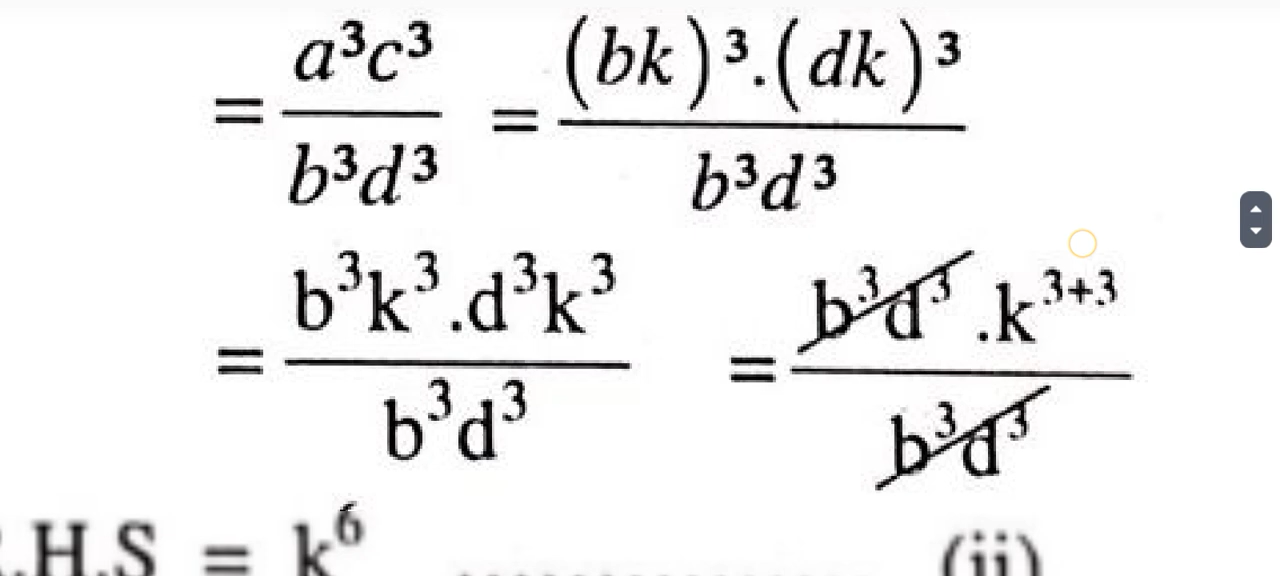 = a³c³ / b³d³ = (bk)³.(dk)³ / b³d³
= b³k³.d³k³ / b³d³ = b³d³.k³⁺³ / b³d³
.H.S = k⁶ ................ (ii)